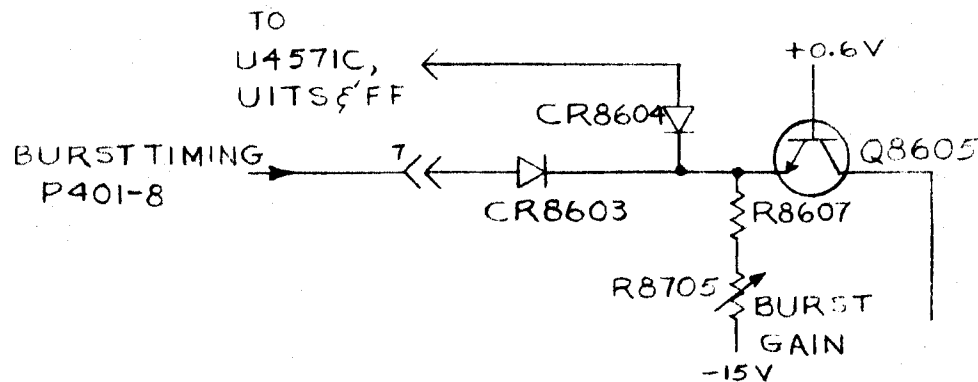 TO
U4571C,
UITS & FF
+0.6V
CR8604
BURST TIMING
P401-8
7
Q8605
CR8603
R8607
R8705
BURST
GAIN
-15V